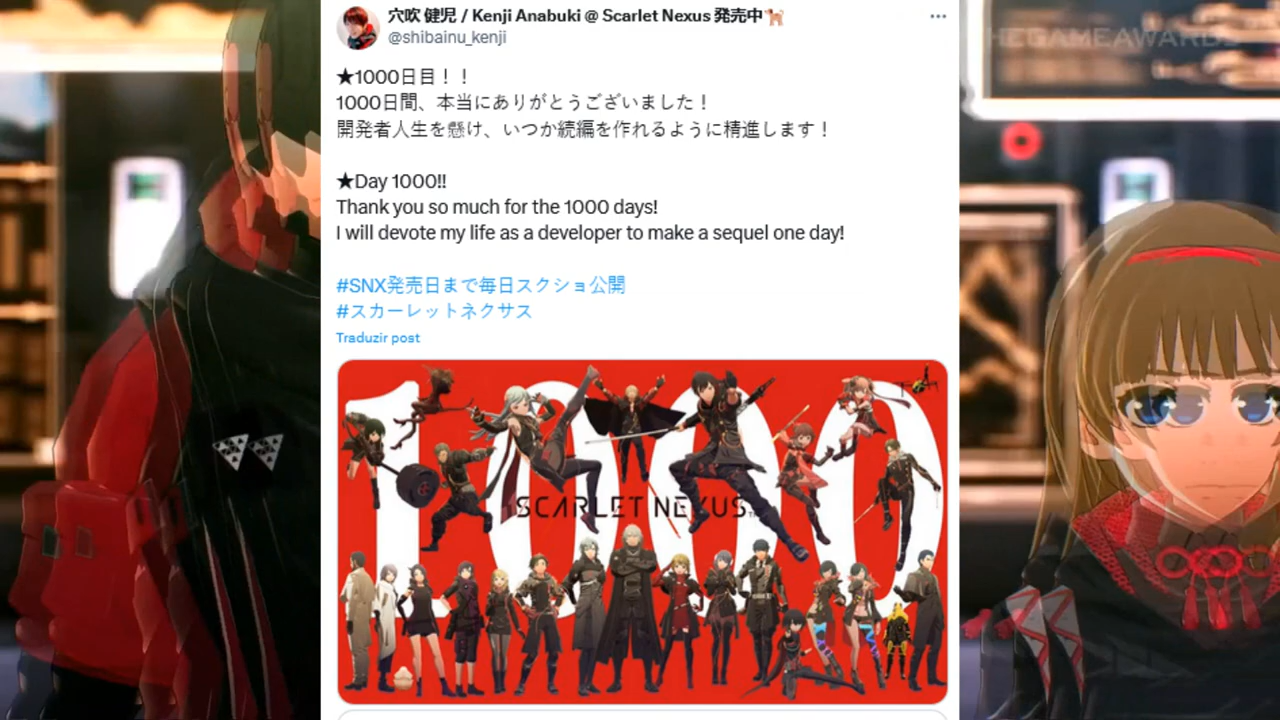 穴吹 健児 / Kenji Anabuki @ Scarlet Nexus 発売中🐕
@shibainu_kenji
★1000日目！！
1000日間、本当にありがとうございました！
開発者人生を懸け、いつか続編を作れるように精進します！
★Day 1000!!
Thank you so much for the 1000 days!
I will devote my life as a developer to make a sequel one day!
#SNX発売日まで毎日スクショ公開
#スカーレットネクサス
Traduzir post
1000
SCARLET NEXUS
THEGAMEAWARDS